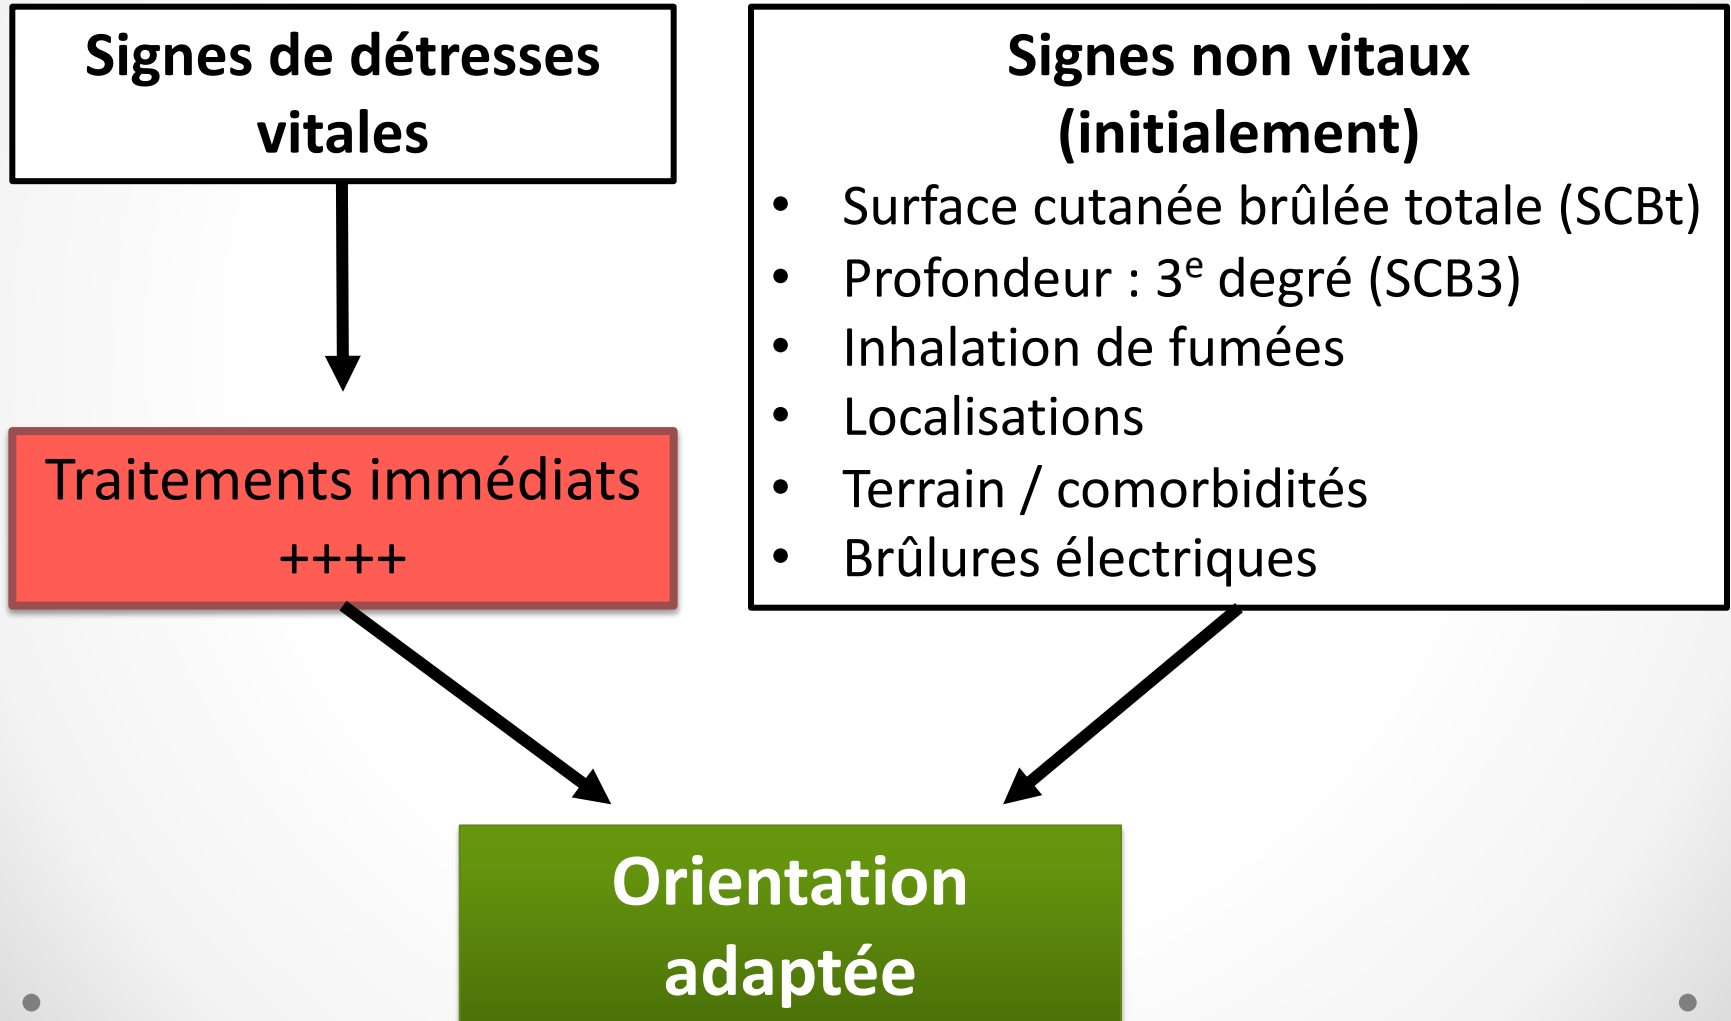 Signes de détresses
vitales
Traitements immédiats
++++
Signes non vitaux
(initialement)
• Surface cutanée brûlée totale (SCBt)
• Profondeur : 3e degré (SCB3)
• Inhalation de fumées
• Localisations
• Terrain / comorbidités
• Brûlures électriques
Orientation
adaptée